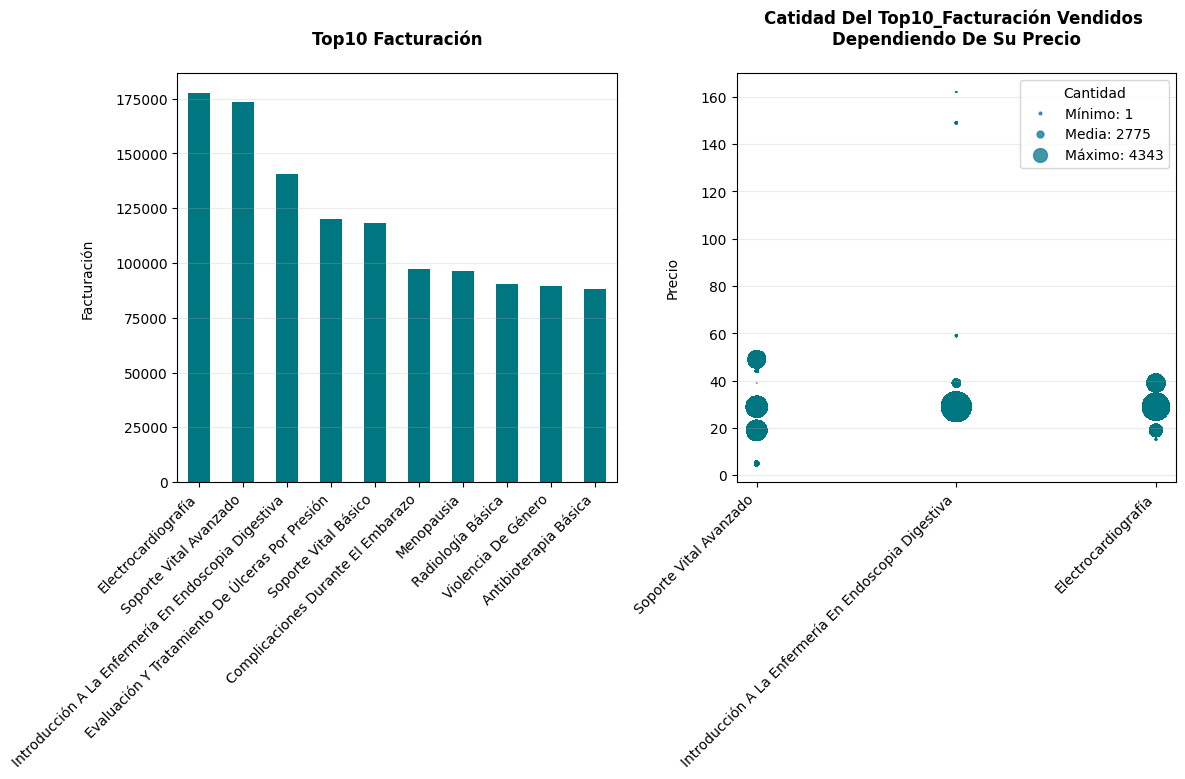 Top10 Facturación
Facturación
175000
150000
125000
100000
75000
50000
25000
0
Electrocardiografía
Soporte Vital Avanzado
Introducción A La Enfermería En Endoscopia Digestiva
Evaluación Y Tratamiento De Úlceras Por Presión
Soporte Vital Básico
Complicaciones Durante El Embarazo
Menopausia
Radiología Básica
Violencia De Género
Antibioterapia Básica
Catidad Del Top10_Facturación Vendidos
Dependiendo De Su Precio
Precio
160
140
120
100
80
60
40
20
0
Cantidad
Mínimo: 1
Media: 2775
Máximo: 4343
Soporte Vital Avanzado
Introducción A La Enfermería En Endoscopia Digestiva
Electrocardiografía